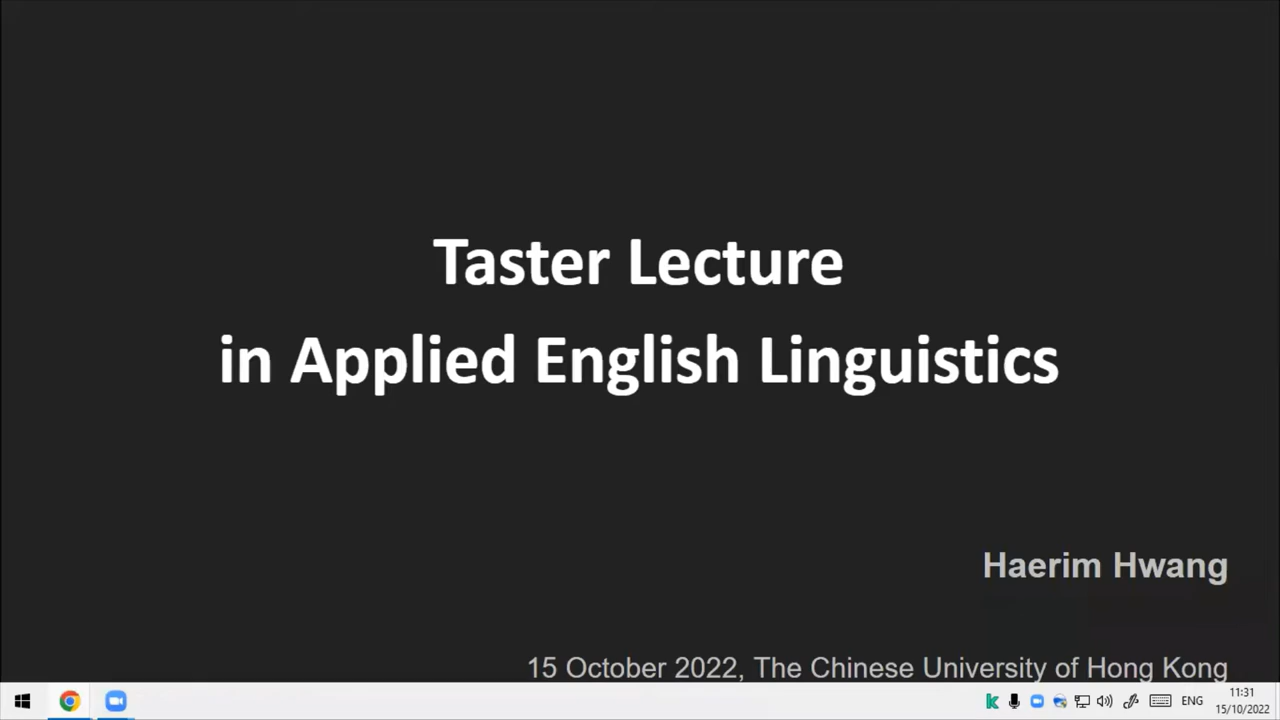 Taster Lecture
in Applied English Linguistics
Haerim Hwang
15 October 2022, The Chinese University of Hong Kong
ENG
11:31
15/10/2022